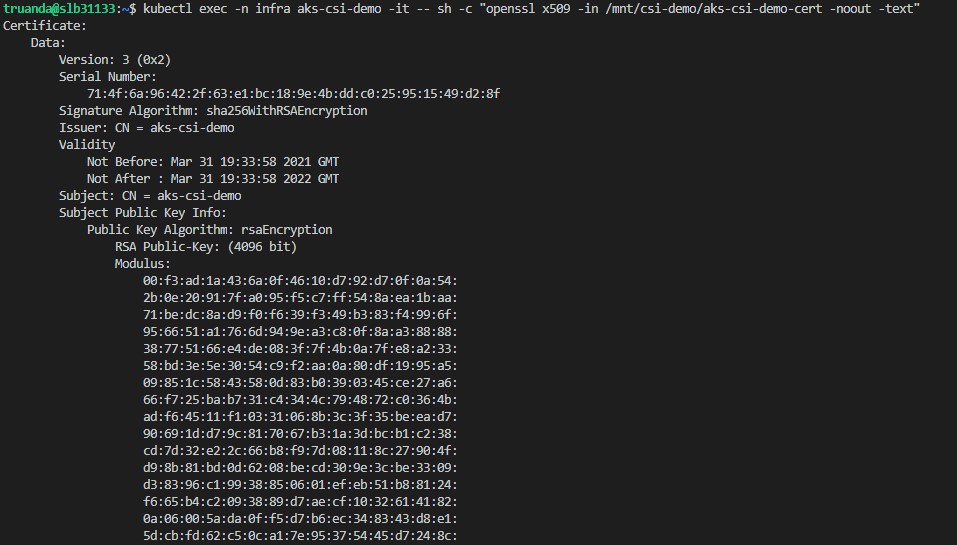 truanda@slb31133:~$ kubectl exec -n infra aks-csi-demo -it -- sh -c "openssl x509 -in /mnt/csi-demo/aks-csi-demo-cert -noout -text"
Certificate:
    Data:
        Version: 3 (0x2)
        Serial Number:
            71:4f:6a:96:42:2f:63:e1:bc:18:9e:4b:dd:c0:25:95:15:49:d2:8f
        Signature Algorithm: sha256WithRSAEncryption
        Issuer: CN = aks-csi-demo
        Validity
            Not Before: Mar 31 19:33:58 2021 GMT
            Not After : Mar 31 19:33:58 2022 GMT
        Subject: CN = aks-csi-demo
        Subject Public Key Info:
            Public Key Algorithm: rsaEncryption
                RSA Public-Key: (4096 bit)
                Modulus:
                    00:f3:ad:1a:43:6a:0f:46:10:d7:92:d7:0f:0a:54:
                    2b:0e:20:91:7f:a0:95:f5:c7:ff:54:8a:ea:1b:aa:
                    71:be:dc:8a:d9:f0:f6:39:f3:49:b3:83:f4:99:6f:
                    95:66:51:a1:76:6d:94:9e:a3:c8:0f:8a:a3:88:88:
                    38:77:51:66:e4:de:08:3f:7f:4b:0a:7f:e8:a2:33:
                    58:bd:3e:5e:30:54:c9:f2:aa:0a:80:df:19:95:a5:
                    09:85:1c:58:43:58:0d:83:b0:39:03:45:ce:27:a6:
                    66:f7:25:ba:b7:31:c4:34:4c:79:48:72:c0:36:4b:
                    ad:f6:45:11:f1:03:31:06:8b:3c:3f:35:be:ea:d7:
                    90:69:1d:d7:9c:81:70:67:b3:1a:3d:bc:b1:c2:38:
                    cd:7d:32:e2:2c:66:b8:f9:7d:08:11:8c:27:90:4f:
                    d9:8b:81:bd:0d:62:08:be:cd:30:9e:3c:be:33:09:
                    d3:83:96:c1:99:38:85:06:01:ef:eb:51:b8:81:24:
                    f6:65:b4:c2:09:38:89:d7:ae:cf:10:32:61:41:82:
                    0a:06:00:5a:da:0f:f5:d7:b6:ec:34:83:43:d8:e1:
                    5d:cb:fd:62:c5:0c:a1:7e:95:37:54:45:d7:24:8c: